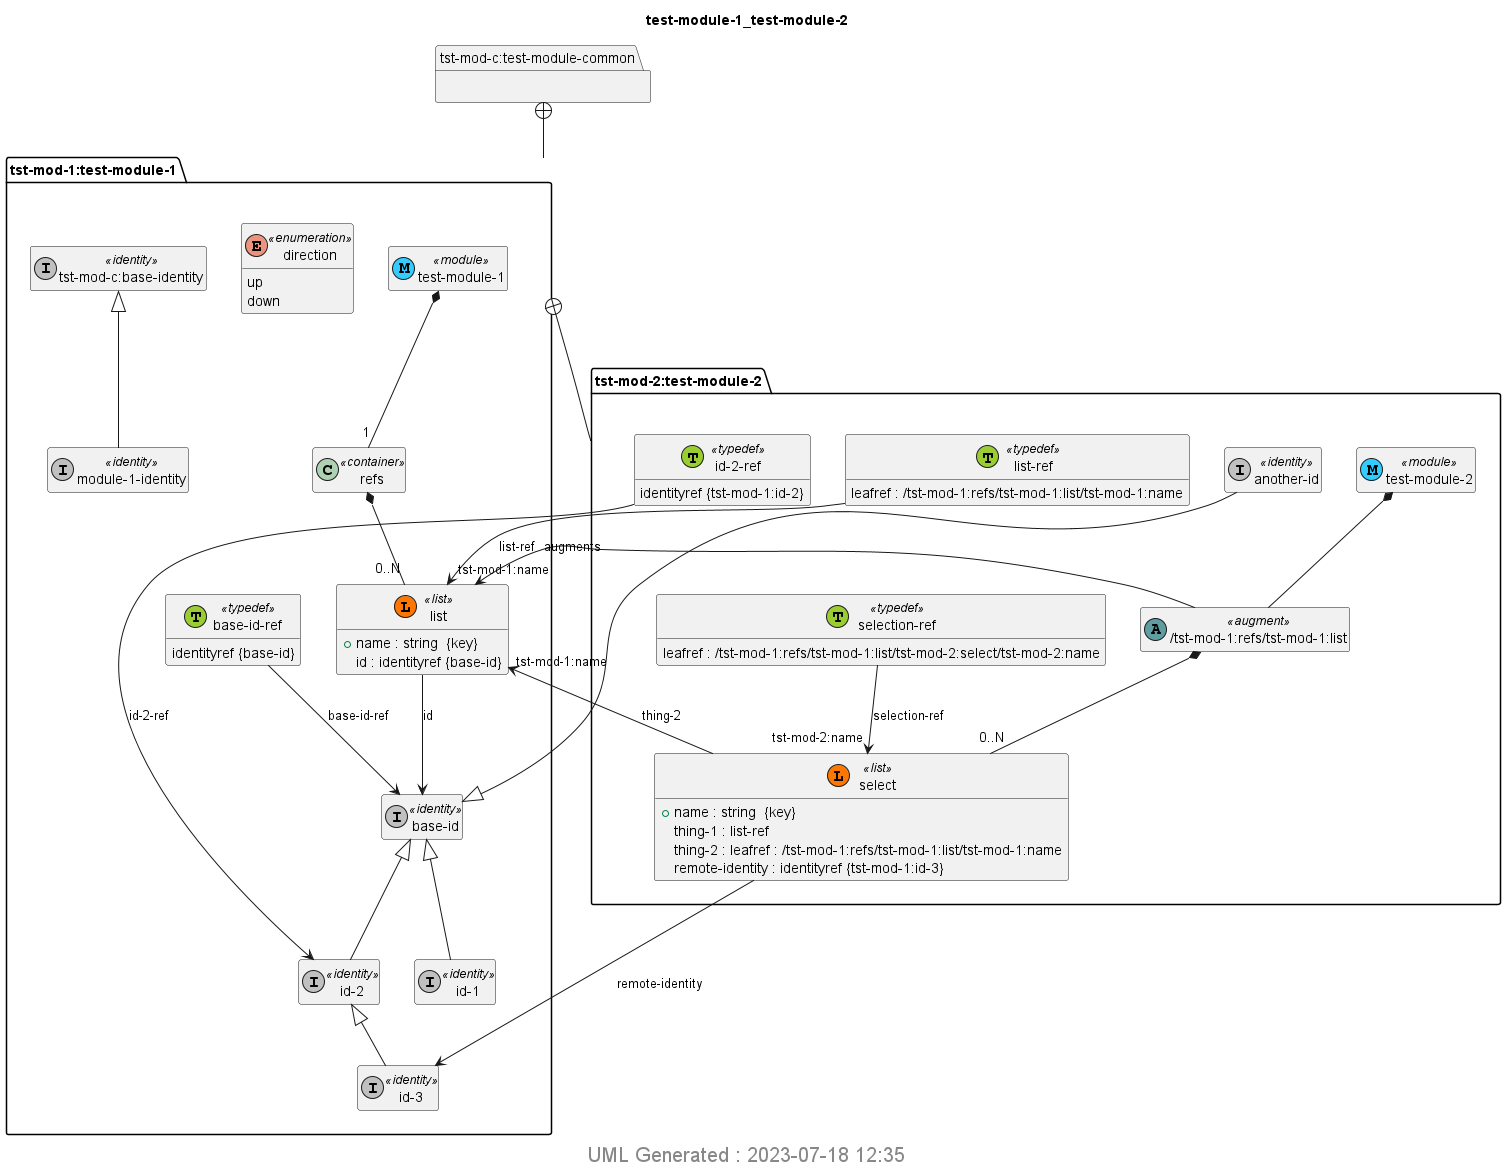 test-module-1_test-module-2
tst-mod-c:test-module-common
tst-mod-1:test-module-1
«identity»
tst-mod-c:base-identity
«enumeration»
direction
up
down
«module»
test-module-1
1
«identity»
module-1-identity
«container»
refs
0..N
tst-mod-2:test-module-2
«typedef»
id-2-ref
identityref {tst-mod-1:id-2}
«typedef»
list-ref
leafref : /tst-mod-1:refs/tst-mod-1:list/tst-mod-1:name
«identity»
another-id
«module»
test-module-2
list-ref
augments
tst-mod-1:name
«typedef»
base-id-ref
identityref {base-id}
«list»
list
name : string {key}
id : identityref {base-id}
tst-mod-1:name
«typedef»
selection-ref
leafref : /tst-mod-1:refs/tst-mod-1:list/tst-mod-2:select/tst-mod-2:name
«augment»
/tst-mod-1:refs/tst-mod-1:list
id-2-ref
base-id-ref
id
thing-2
selection-ref
tst-mod-2:name
0..N
«list»
select
name : string {key}
thing-1 : list-ref
thing-2 : leafref : /tst-mod-1:refs/tst-mod-1:list/tst-mod-1:name
remote-identity : identityref {tst-mod-1:id-3}
«identity»
base-id
«identity»
id-2
«identity»
id-1
remote-identity
«identity»
id-3
UML Generated : 2023-07-18 12:35
I
E
M
I
C
T
T
I
M
T
L
T
A
L
I
I
I
I